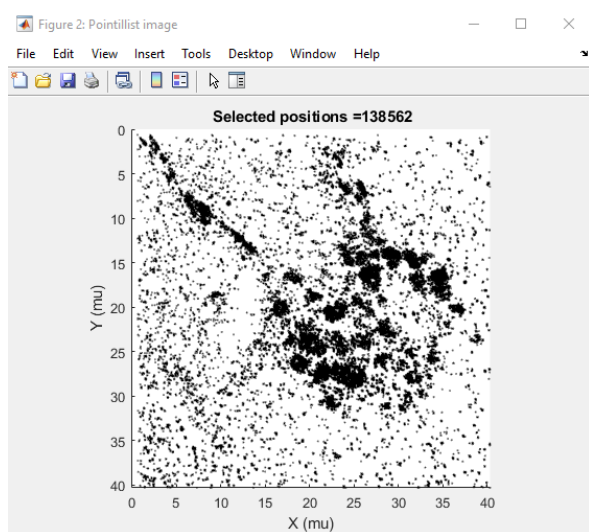 Figure 2: Pointillist image
File Edit View Insert Tools Desktop Window Help
Selected positions =138562
0
5
10
15
20
25
30
35
40
Y (mu)
0 5 10 15 20 25 30 35 40
X (mu)